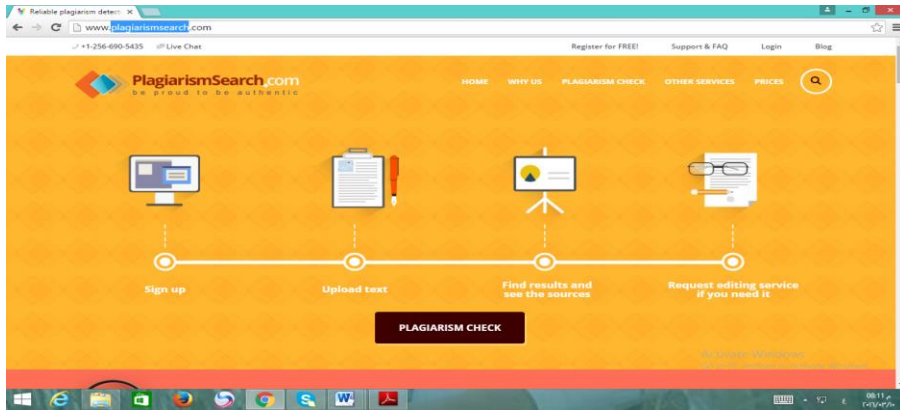 Reliable plagiarism detect
www.plagiarismsearch.com
+1-256-690-5435 Live Chat Register for FREE! Support & FAQ Login Blog
PlagiarismSearch.com
be proud to be authentic
HOME WHY US PLAGIARISM CHECK OTHER SERVICES PRICES
Sign up
Upload text
Find results and
see the sources
Request editing service
if you need it
PLAGIARISM CHECK
Activate Windows